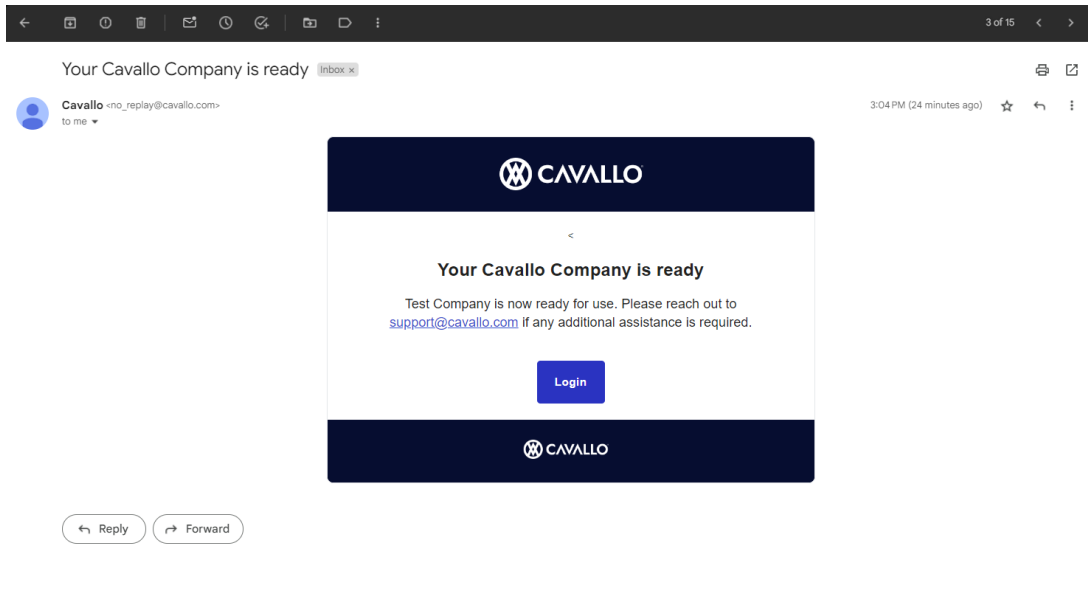 3 of 15
Your Cavallo Company is ready Inbox ×
Cavallo <no_replay@cavallo.com> 3:04 PM (24 minutes ago)
to me
CAVALLO
<
Your Cavallo Company is ready
Test Company is now ready for use. Please reach out to
support@cavallo.com if any additional assistance is required.
Login
CAVALLO
Reply Forward